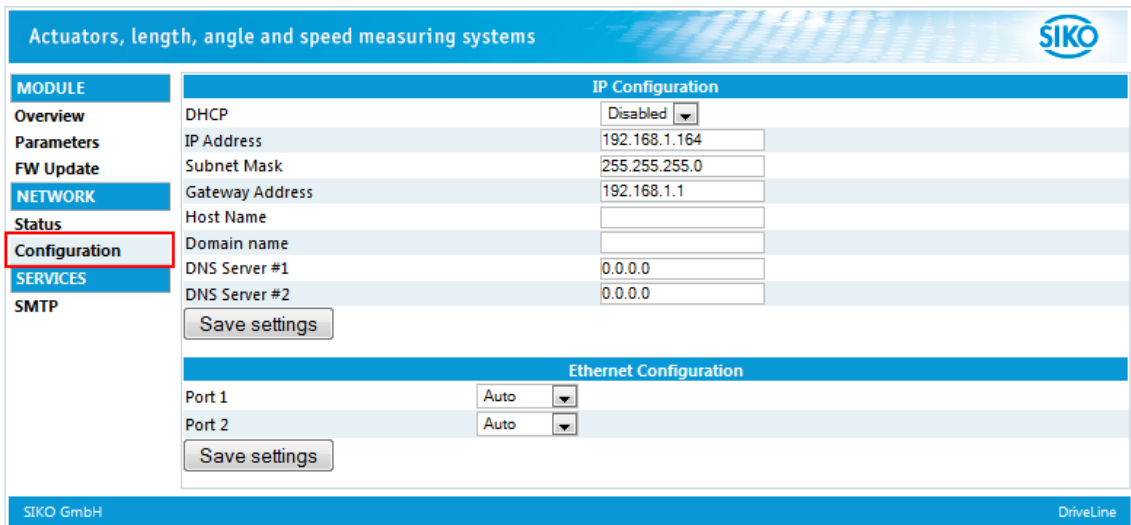 Actuators, length, angle and speed measuring systems
SIKO
MODULE
Overview
Parameters
FW Update
NETWORK
Status
Configuration
SERVICES
SMTP
IP Configuration
DHCP Disabled
IP Address 192.168.1.164
Subnet Mask 255.255.255.0
Gateway Address 192.168.1.1
Host Name
Domain name
DNS Server #1 0.0.0.0
DNS Server #2 0.0.0.0
Save settings
Ethernet Configuration
Port 1 Auto
Port 2 Auto
Save settings
SIKO GmbH DriveLine